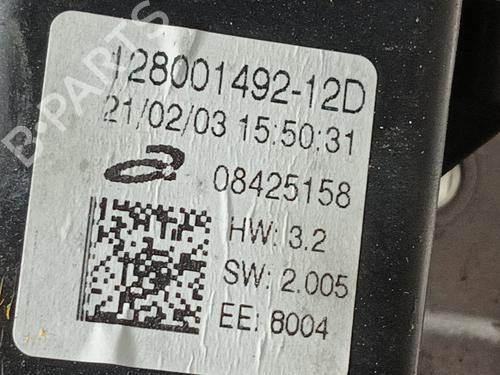 128001492-12D
21/02/03 15:50:31
08425158
HW: 3.2
SW: 2.005
EE: 8004
B-PARTS